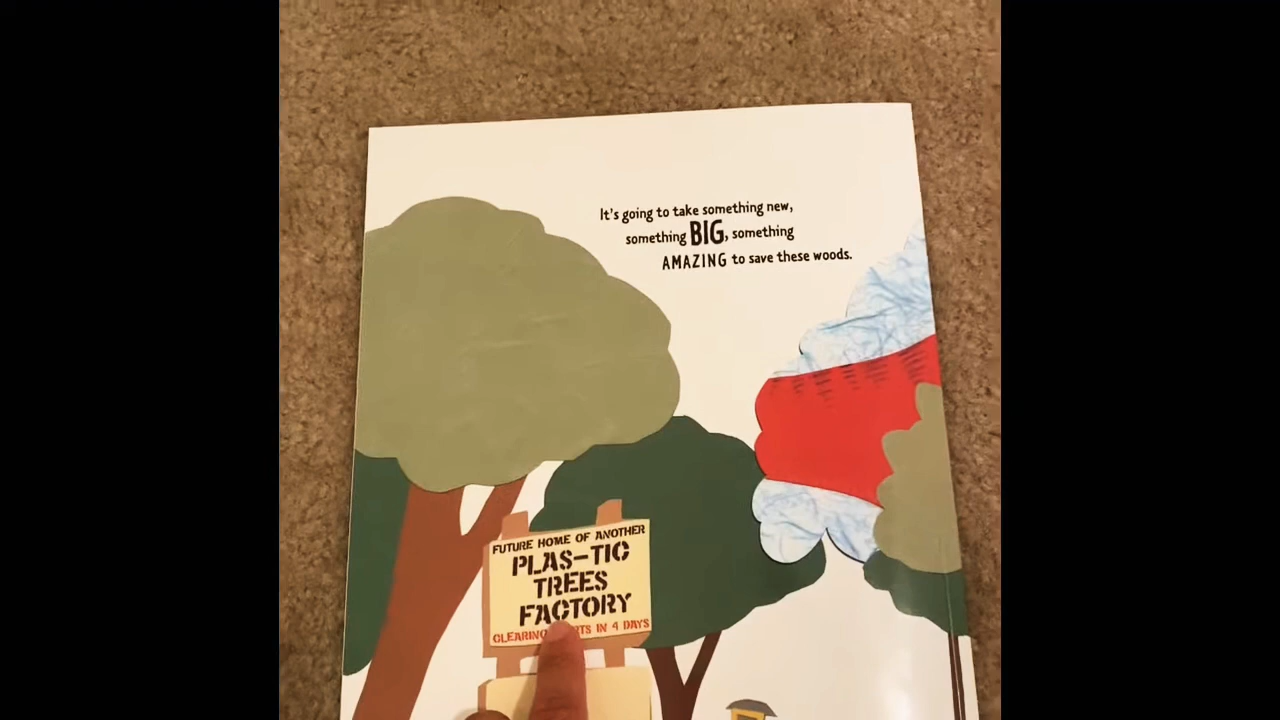 It's going to take something new,
something BIG, something
AMAZING to save these woods.
FUTURE HOME OF ANOTHER
PLAS-TIC
TREES
FACTORY
IN 4 DAYS